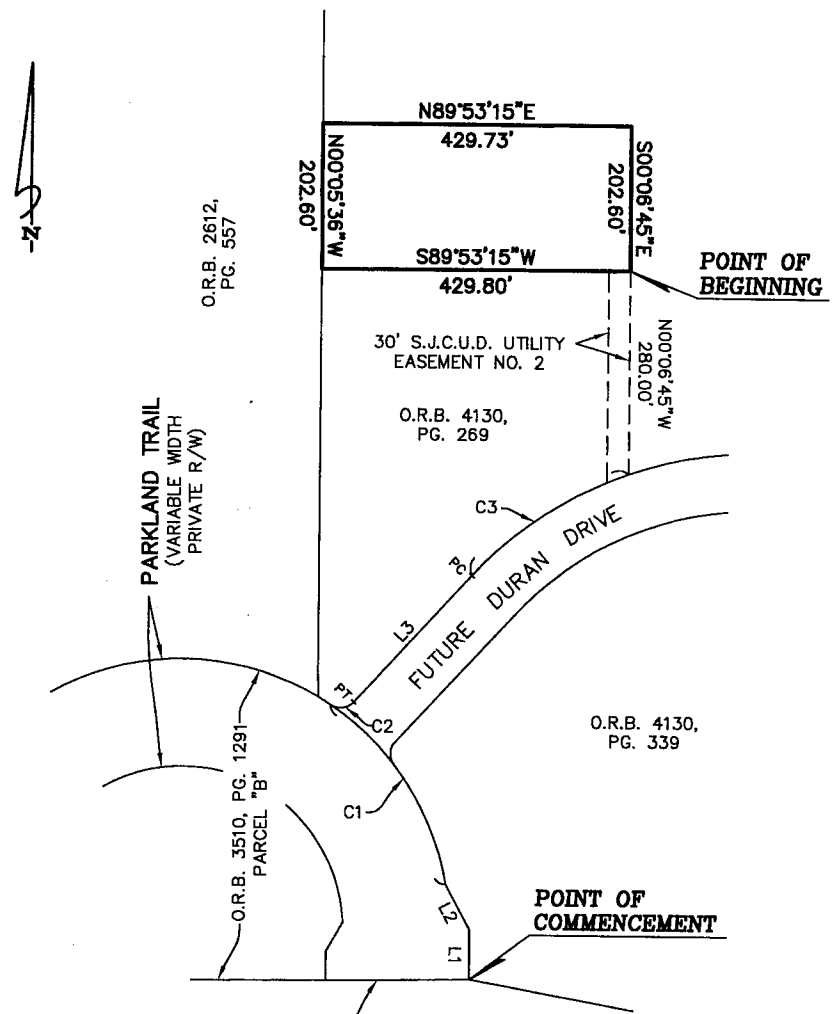 N89°53'15"E
429.73'
N00°05'36"W
202.60'
S00°06'45"E
202.60'
S89°53'15"W
429.80'
O.R.B. 2612,
PG. 557
N
POINT OF
BEGINNING
30' S.J.C.U.D. UTILITY
EASEMENT NO. 2
N00°06'45"W
280.00'
O.R.B. 4130,
PG. 269
PARKLAND TRAIL
(VARIABLE WIDTH
PRIVATE R/W)
C3
PC
FUTURE DURAN DRIVE
L3
PT
C2
O.R.B. 4130,
PG. 339
C1
O.R.B. 3510, PG. 1291
PARCEL "B"
L2
L1
POINT OF
COMMENCEMENT